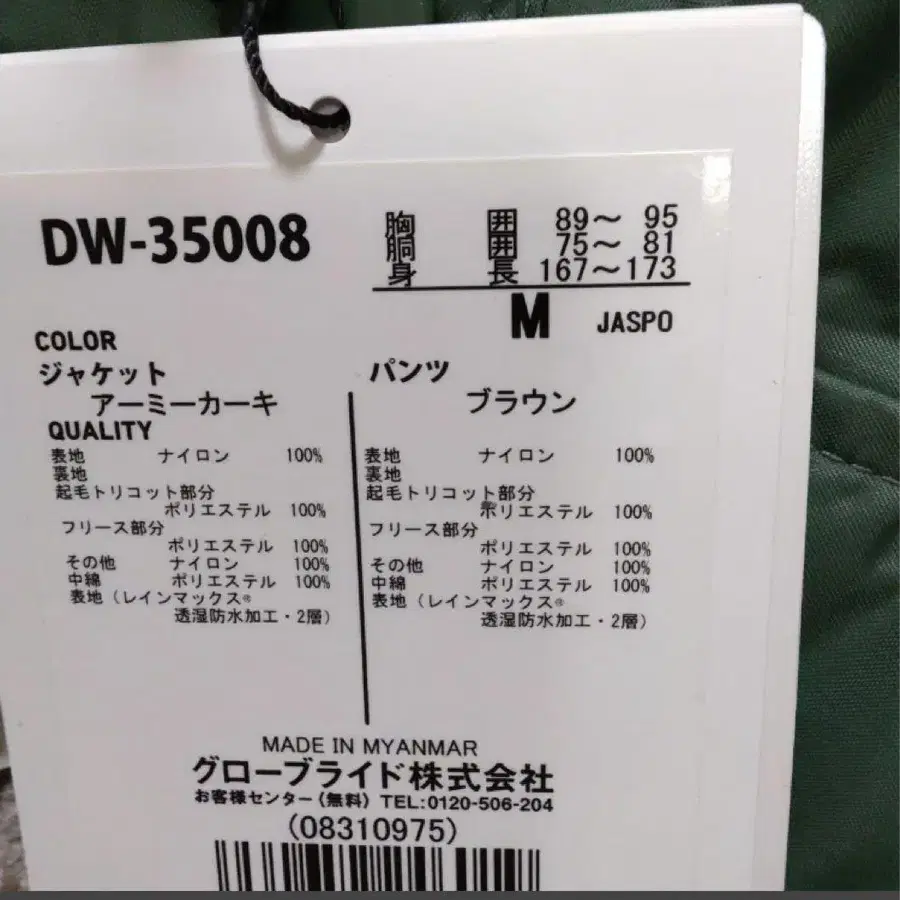 DW-35008
胸 囲 89～ 95
胴 囲 75～ 81
身 長 167～173
M JASPO
COLOR
ジャケット
アーミーカーキ
QUALITY
表地 ナイロン 100%
裏地
起毛トリコット部分
ポリエステル 100%
フリース部分
ポリエステル 100%
その他 ナイロン 100%
中綿 ポリエステル 100%
表地（レインマックス®
透湿防水加工・2層）
パンツ
ブラウン
表地 ナイロン 100%
裏地
起毛トリコット部分
ポリエステル 100%
フリース部分
ポリエステル 100%
その他 ナイロン 100%
中綿 ポリエステル 100%
表地（レインマックス®
透湿防水加工・2層）
MADE IN MYANMAR
グローブライド株式会社
お客様センター（無料） TEL:0120-506-204
(08310975)